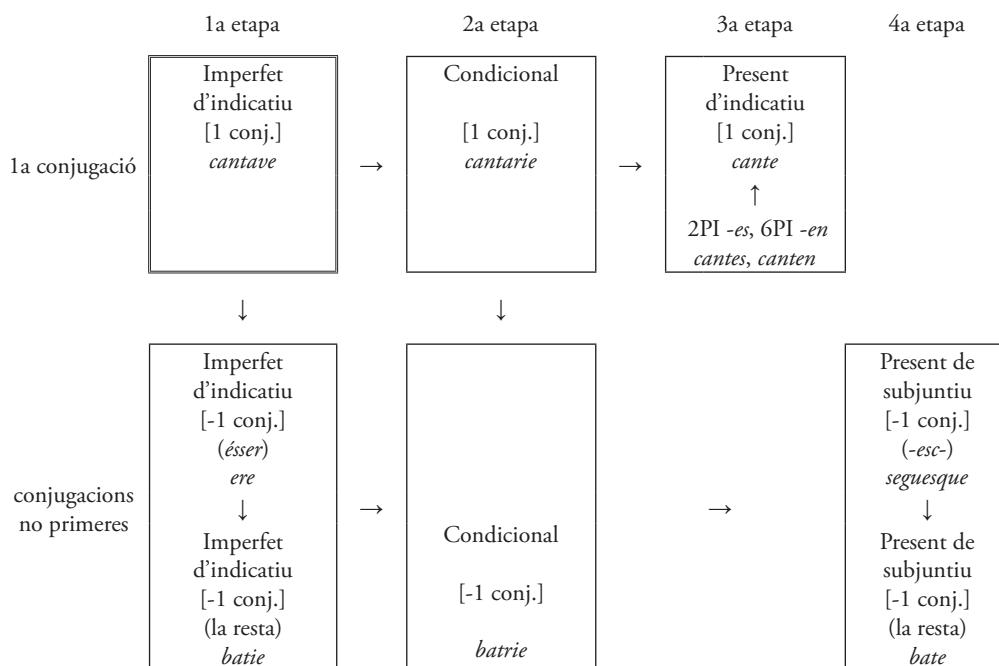 1a etapa
2a etapa
3a etapa
4a etapa
1a conjugació
Imperfet
d’indicatiu
[1 conj.]
cantave
→
Condicional
[1 conj.]
cantarie
→
Present
d’indicatiu
[1 conj.]
cante
↑
2PI -es, 6PI -en
cantes, canten
↓
↓
conjugacions
no primeres
Imperfet
d’indicatiu
[-1 conj.]
(ésser)
ere
↓
Imperfet
d’indicatiu
[-1 conj.]
(la resta)
batie
→
Condicional
[-1 conj.]
batrie
→
Present de
subjuntiu
[-1 conj.]
(-esc-)
seguesque
↓
Present de
subjuntiu
[-1 conj.]
(la resta)
bate